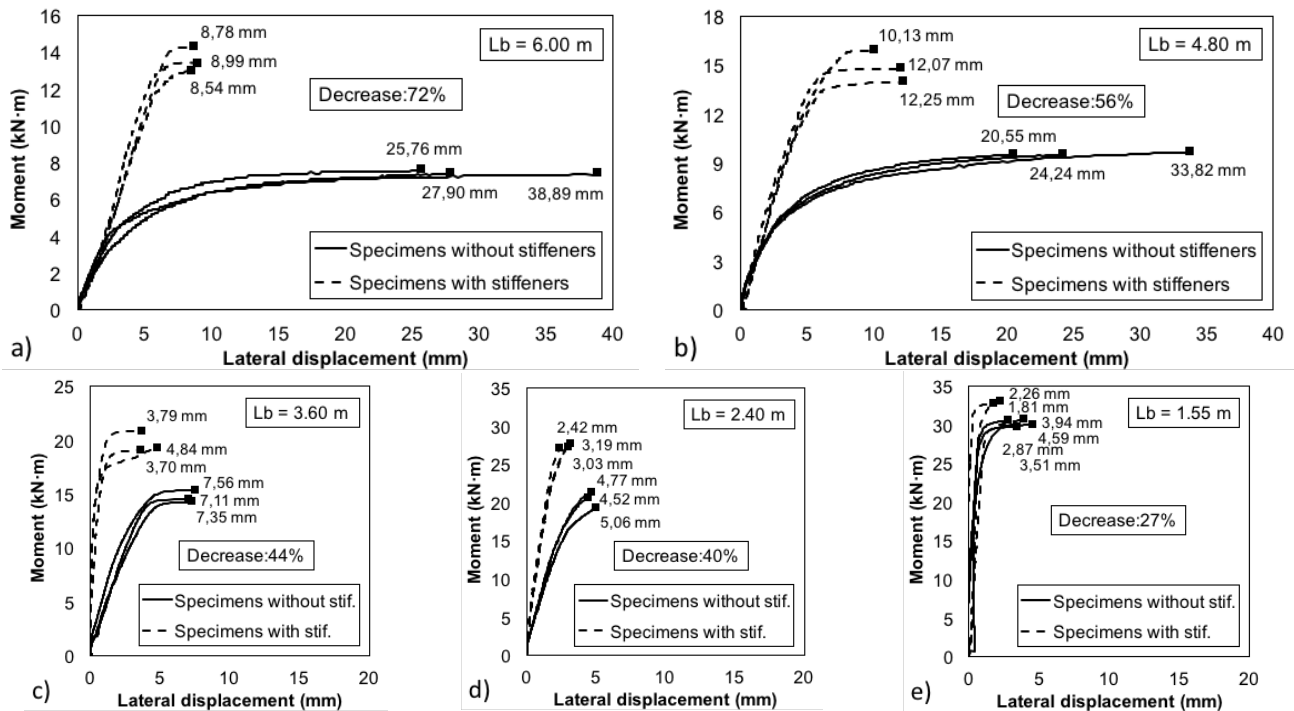 16
14
12
10
8
6
4
2
0
Moment (kN·m)
8,78 mm
8,99 mm
8,54 mm
Lb = 6.00 m
Decrease:72%
25,76 mm
27,90 mm
38,89 mm
Specimens without stiffeners
Specimens with stiffeners
0 5 10 15 20 25 30 35 40
a)
Lateral displacement (mm)
18
15
12
9
6
3
0
Moment (kN·m)
10,13 mm
12,07 mm
12,25 mm
Lb = 4.80 m
Decrease:56%
20,55 mm
24,24 mm
33,82 mm
Specimens without stiffeners
Specimens with stiffeners
0 5 10 15 20 25 30 35 40
b)
Lateral displacement (mm)
25
20
15
10
5
0
Moment (kN·m)
Lb = 3.60 m
3,79 mm
4,84 mm
3,70 mm
7,56 mm
7,11 mm
7,35 mm
Decrease:44%
Specimens without stif.
Specimens with stif.
0 5 10 15 20
c)
Lateral displacement (mm)
35
30
25
20
15
10
5
0
Moment (kN·m)
Lb = 2.40 m
2,42 mm
3,19 mm
3,03 mm
4,77 mm
4,52 mm
5,06 mm
Decrease:40%
Specimens without stif.
Specimens with stif.
0 5 10 15 20
d)
Lateral displacement (mm)
35
30
25
20
15
10
5
0
Moment (kN·m)
Lb = 1.55 m
2,26 mm
1,81 mm
3,94 mm
4,59 mm
2,87 mm
3,51 mm
Decrease:27%
Specimens without stif.
Specimens with stif.
0 5 10 15 20
e)
Lateral displacement (mm)